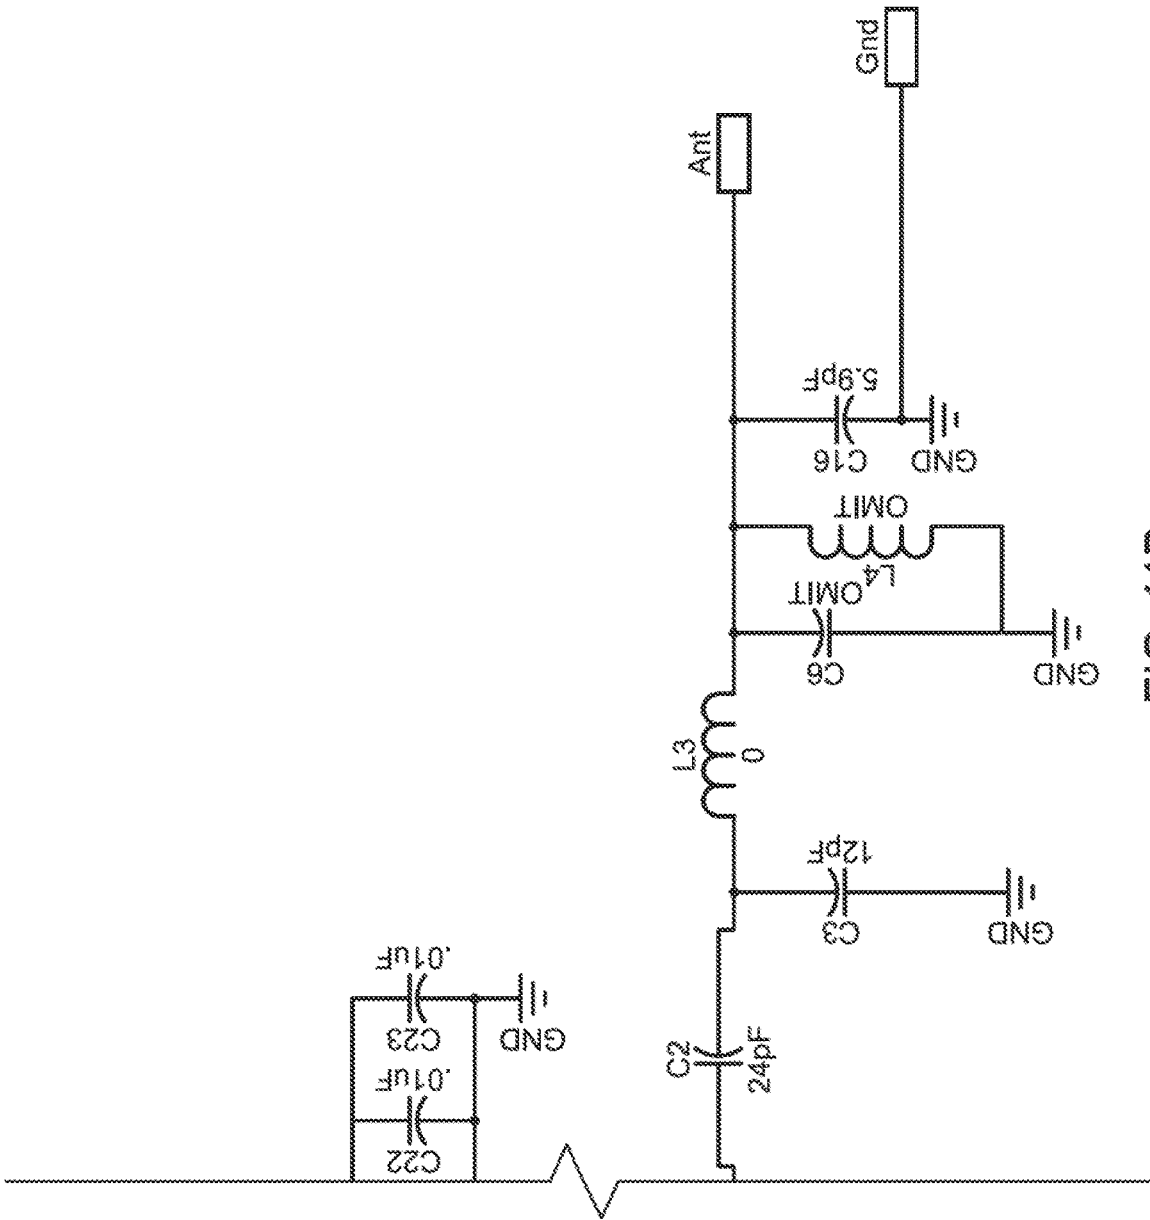 Gnd
Ant
5.9pF
C16
GND
OMIT
L4
OMIT
C6
GND
L3
0
12pF
C3
GND
.01uF
C23
GND
.01uF
C22
C2
24pF